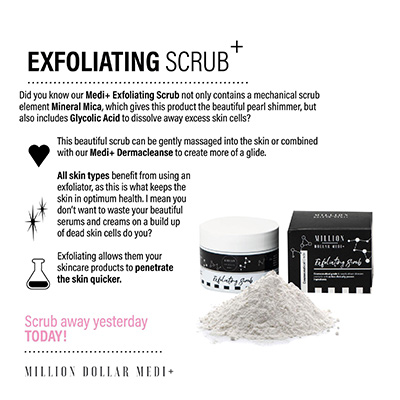 EXFOLIATING SCRUB+
Did you know our Medi+ Exfoliating Scrub not only contains a mechanical scrub
element Mineral Mica, which gives this product the beautiful pearl shimmer, but
also includes Glycolic Acid to dissolve away excess skin cells?
This beautiful scrub can be gently massaged into the skin or combined
with our Medi+ Dermacleanse to create more of a glide.
All skin types benefit from using an
exfoliator, as this is what keeps the
skin in optimum health. I mean you
don't want to waste your beautiful
serums and creams on a build up
of dead skin cells do you?
Exfoliating allows them your
skincare products to penetrate
the skin quicker.
MILLION
DOLLAR MEDI+
Exfoliating Scrub
Exfoliating Scrub
Scrub away yesterday
TODAY!
MILLION DOLLAR MEDI+